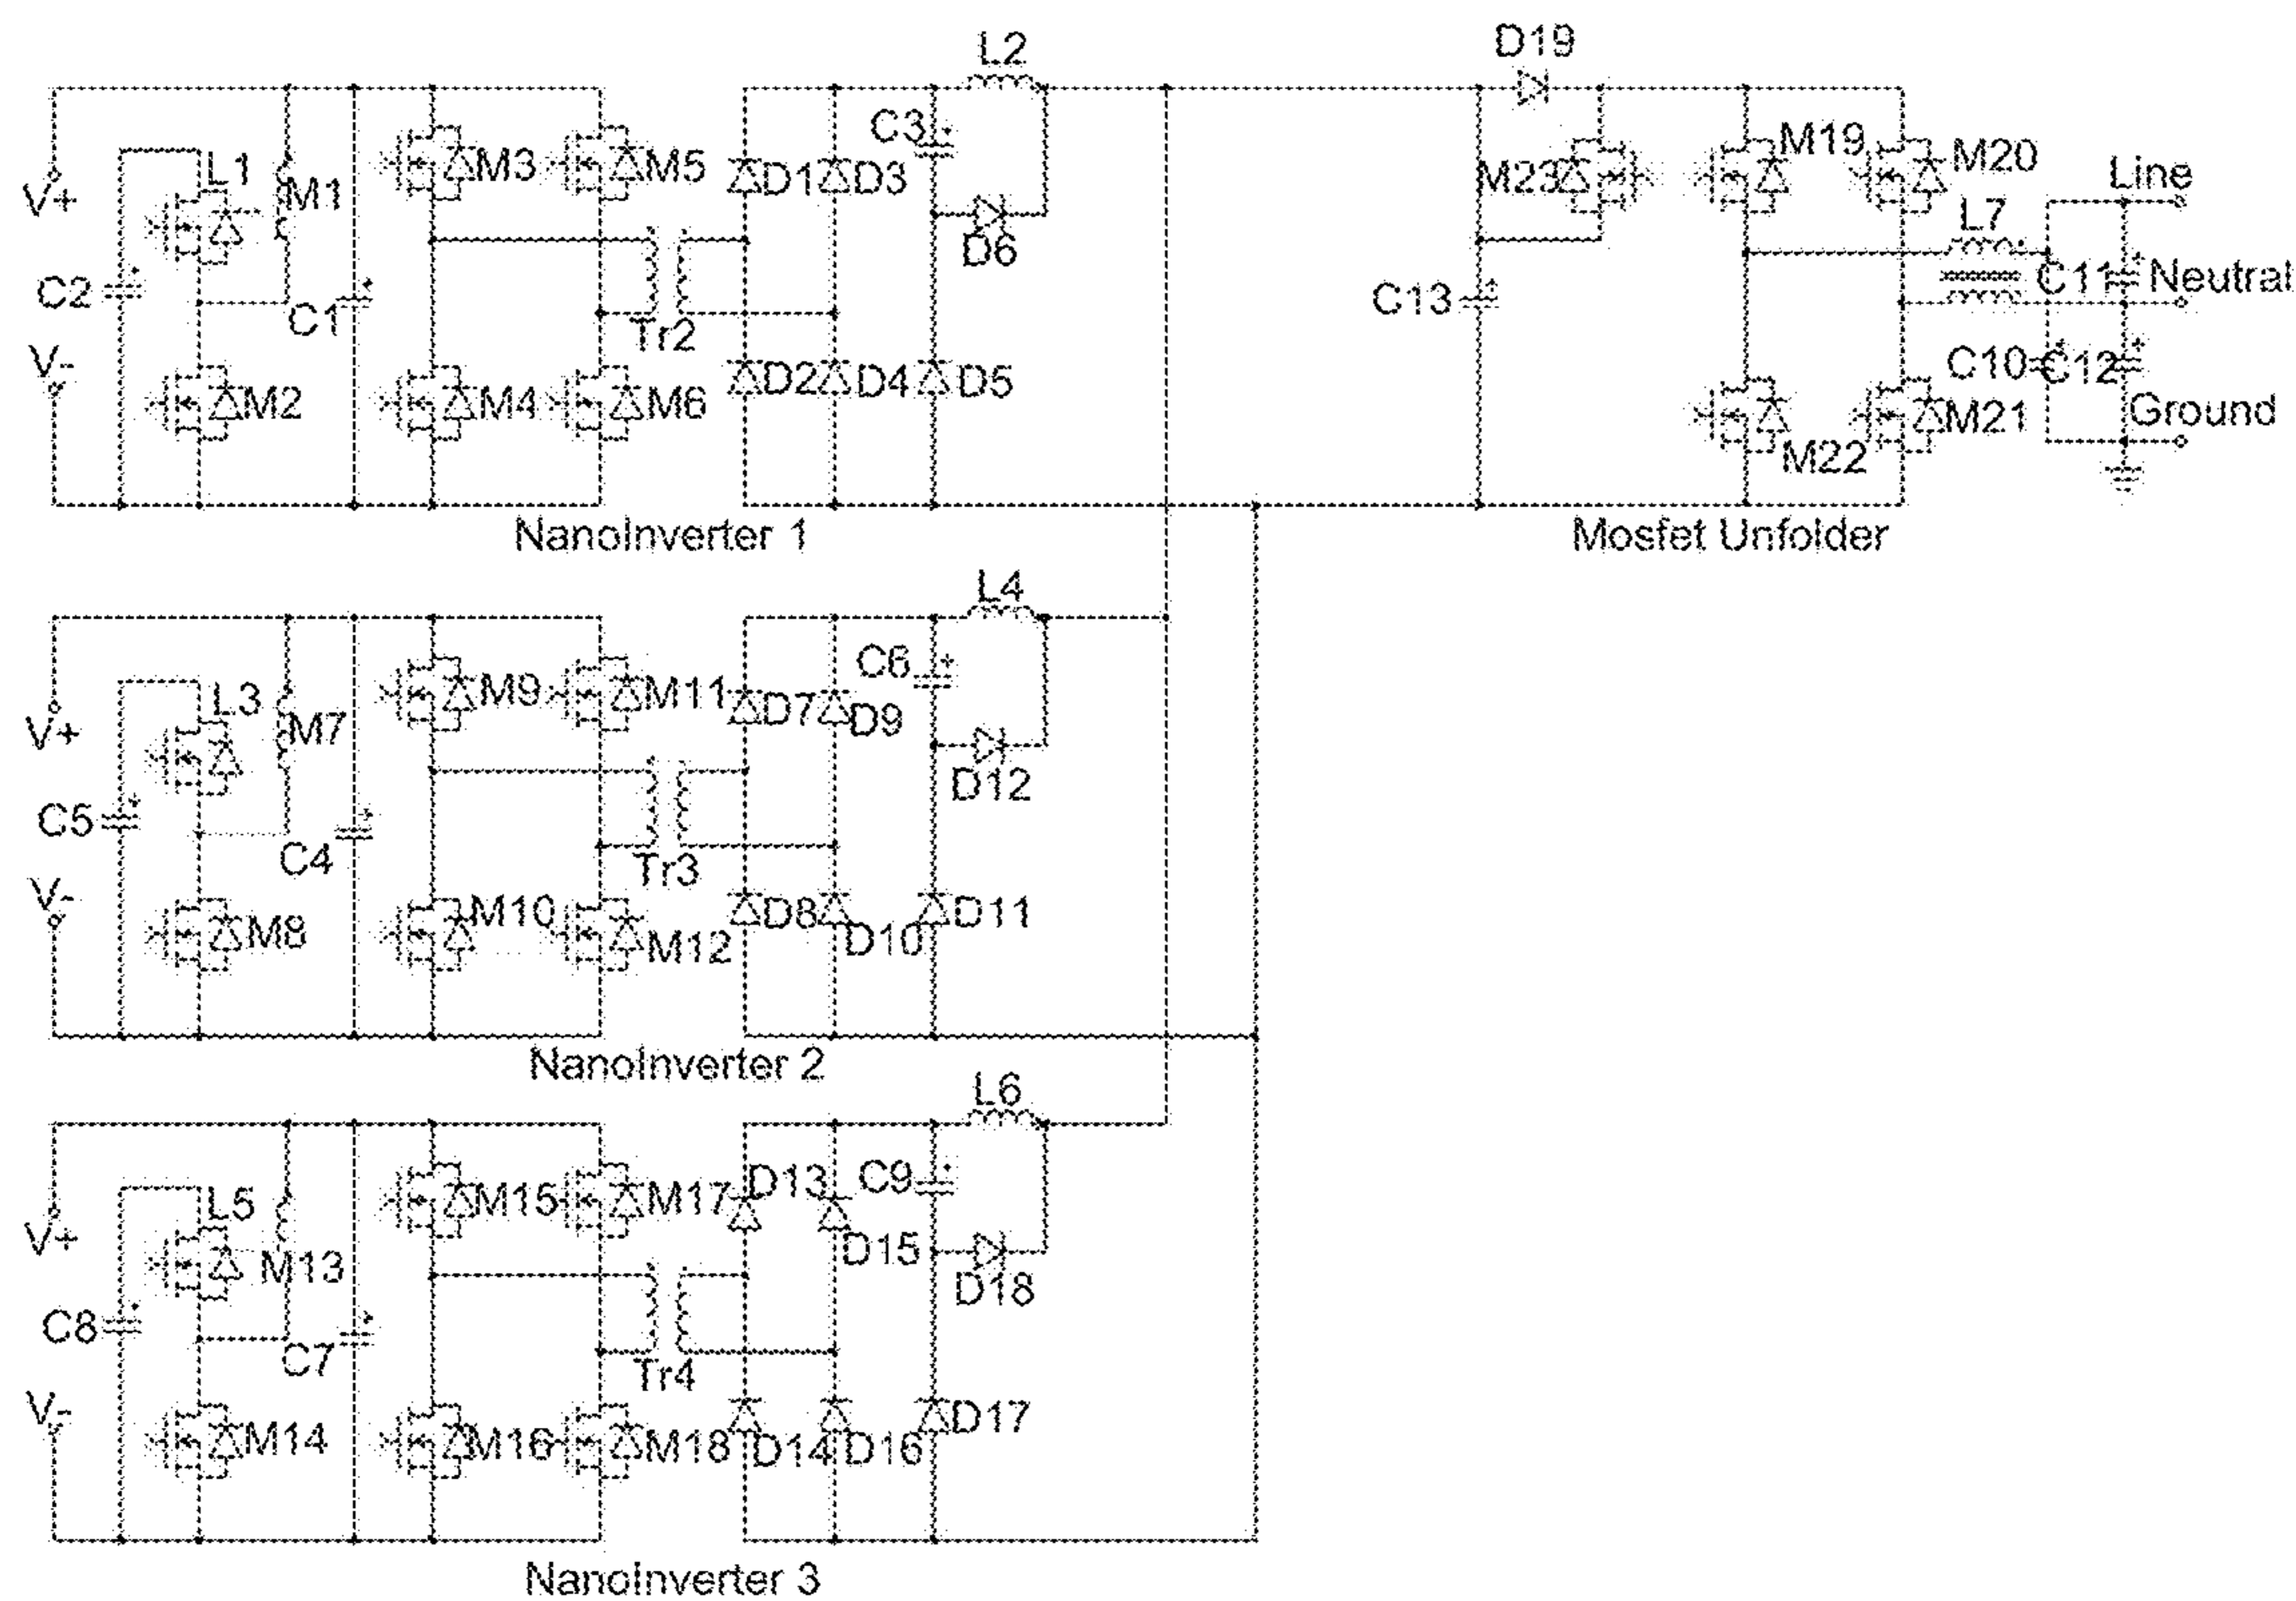 L2
D19
C3
L1
M1
M3
M5
D1
D3
M23
M19
M20
Line
V+
L7
D6
C2
C1
Tr2
C13
C11
Neutral
V-
M2
M4
M6
D2
D4
D5
C10
C12
Ground
M22
M21
NanoInverter 1
Mosfet Unfolder
L4
C6
L3
M7
M9
M11
D7
D9
V+
D12
C5
C4
Tr3
V-
M8
M10
M12
D8
D10
D11
NanoInverter 2
L6
L5
M13
M15
M17
D13
C9
V+
D15
D18
C8
C7
Tr4
V-
M14
M16
M18
D14
D16
D17
NanoInverter 3